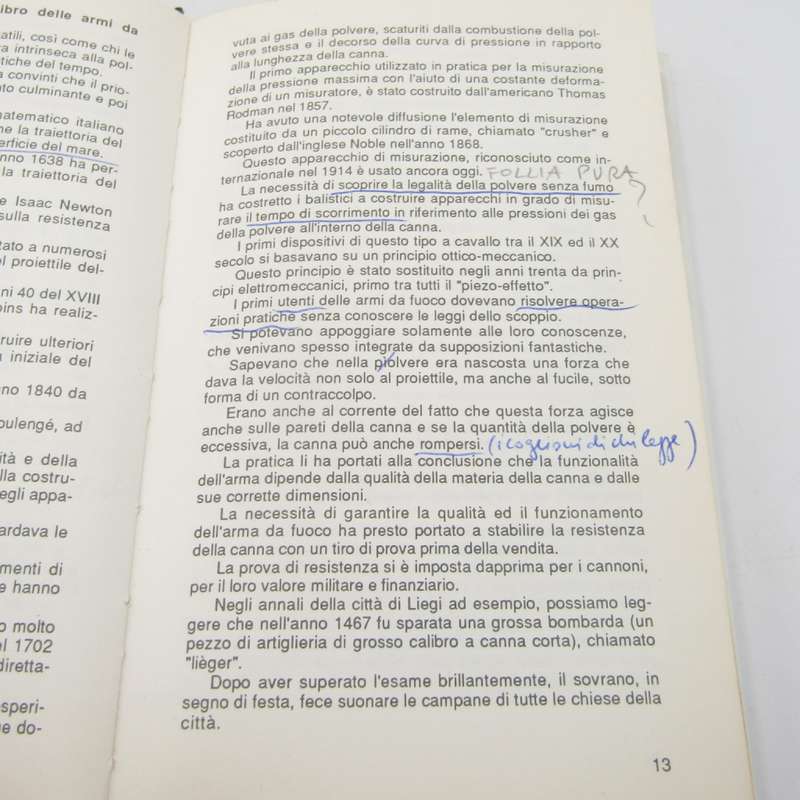 libro delle armi da
atili, così come chi le
a intrinseca alla pol-
tiche del tempo.
a convinti che il prio-
to culminante e poi
matematico italiano
ne la traiettoria del
erficie del mare.
anno 1638 ha per-
la traiettoria del
e Isaac Newton
sulla resistenza
tato a numerosi
el proiettile del-
ni 40 del XVIII
bins ha realiz-
ruire ulteriori
a iniziale del
no 1840 da
oulengé, ad
ità e della
lla costru-
egli appa-
ardava le
menti di
e hanno
o molto
el 1702
diretta-
esperi-
he do-
vuta ai gas della polvere, scaturiti dalla combustione della pol-
vere stessa e il decorso della curva di pressione in rapporto
alla lunghezza della canna.
Il primo apparecchio utilizzato in pratica per la misurazione
della pressione massima con l'aiuto di una costante deforma-
zione di un misuratore, è stato costruito dall'americano Thomas
Rodman nel 1857.
Ha avuto una notevole diffusione l'elemento di misurazione
costituito da un piccolo cilindro di rame, chiamato "crusher" e
scoperto dall'inglese Noble nell'anno 1868.
Questo apparecchio di misurazione, riconosciuto come in-
ternazionale nel 1914 è usato ancora oggi. FOLLIA PURA
La necessità di scoprire la legalità della polvere senza fumo ?
ha costretto i balistici a costruire apparecchi in grado di misu-
rare il tempo di scorrimento in riferimento alle pressioni dei gas
della polvere all'interno della canna.
I primi dispositivi di questo tipo a cavallo tra il XIX ed il XX
secolo si basavano su un principio ottico-meccanico.
Questo principio è stato sostituito negli anni trenta da prin-
cipi elettromeccanici, primo tra tutti il "piezo-effetto".
I primi utenti delle armi da fuoco dovevano risolvere opera-
zioni pratiche senza conoscere le leggi dello scoppio.
Si potevano appoggiare solamente alle loro conoscenze,
che venivano spesso integrate da supposizioni fantastiche.
Sapevano che nella piolvere era nascosta una forza che
dava la velocità non solo al proiettile, ma anche al fucile, sotto
forma di un contraccolpo.
Erano anche al corrente del fatto che questa forza agisce
anche sulle pareti della canna e se la quantità della polvere è
eccessiva, la canna può anche rompersi. (i coglioni di chi legge)
La pratica li ha portati alla conclusione che la funzionalità
dell'arma dipende dalla qualità della materia della canna e dalle
sue corrette dimensioni.
La necessità di garantire la qualità ed il funzionamento
dell'arma da fuoco ha presto portato a stabilire la resistenza
della canna con un tiro di prova prima della vendita.
La prova di resistenza si è imposta dapprima per i cannoni,
per il loro valore militare e finanziario.
Negli annali della città di Liegi ad esempio, possiamo leg-
gere che nell'anno 1467 fu sparata una grossa bombarda (un
pezzo di artiglieria di grosso calibro a canna corta), chiamato
"lièger".
Dopo aver superato l'esame brillantemente, il sovrano, in
segno di festa, fece suonare le campane di tutte le chiese della
città.
13